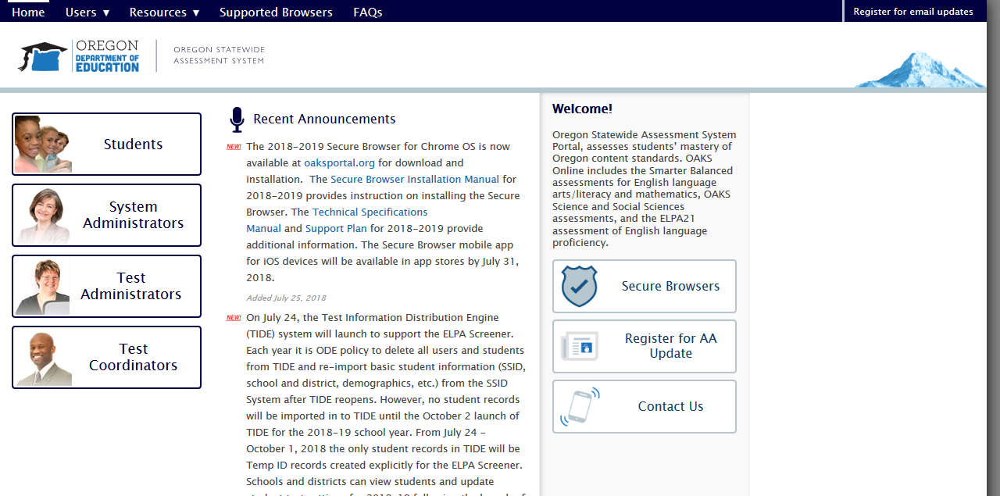 Home Users ▼ Resources ▼ Supported Browsers FAQs Register for email updates
OREGON
DEPARTMENT OF
EDUCATION
OREGON STATEWIDE
ASSESSMENT SYSTEM
Students
System
Administrators
Test
Administrators
Test
Coordinators
Recent Announcements
NEW! The 2018-2019 Secure Browser for Chrome OS is now
available at oaksportal.org for download and
installation.  The Secure Browser Installation Manual for
2018-2019 provides instruction on installing the Secure
Browser. The Technical Specifications
Manual and Support Plan for 2018-2019 provide
additional information. The Secure Browser mobile app
for iOS devices will be available in app stores by July 31,
2018.
Added July 25, 2018
NEW! On July 24, the Test Information Distribution Engine
(TIDE) system will launch to support the ELPA Screener.
Each year it is ODE policy to delete all users and students
from TIDE and re-import basic student information (SSID,
school and district, demographics, etc.) from the SSID
System after TIDE reopens. However, no student records
will be imported in to TIDE until the October 2 launch of
TIDE for the 2018-19 school year. From July 24 –
October 1, 2018 the only student records in TIDE will be
Temp ID records created explicitly for the ELPA Screener.
Schools and districts can view students and update
Welcome!
Oregon Statewide Assessment System
Portal, assesses students’ mastery of
Oregon content standards. OAKS
Online includes the Smarter Balanced
assessments for English language
arts/literacy and mathematics, OAKS
Science and Social Sciences
assessments, and the ELPA21
assessment of English language
proficiency.
Secure Browsers
Register for AA
Update
Contact Us